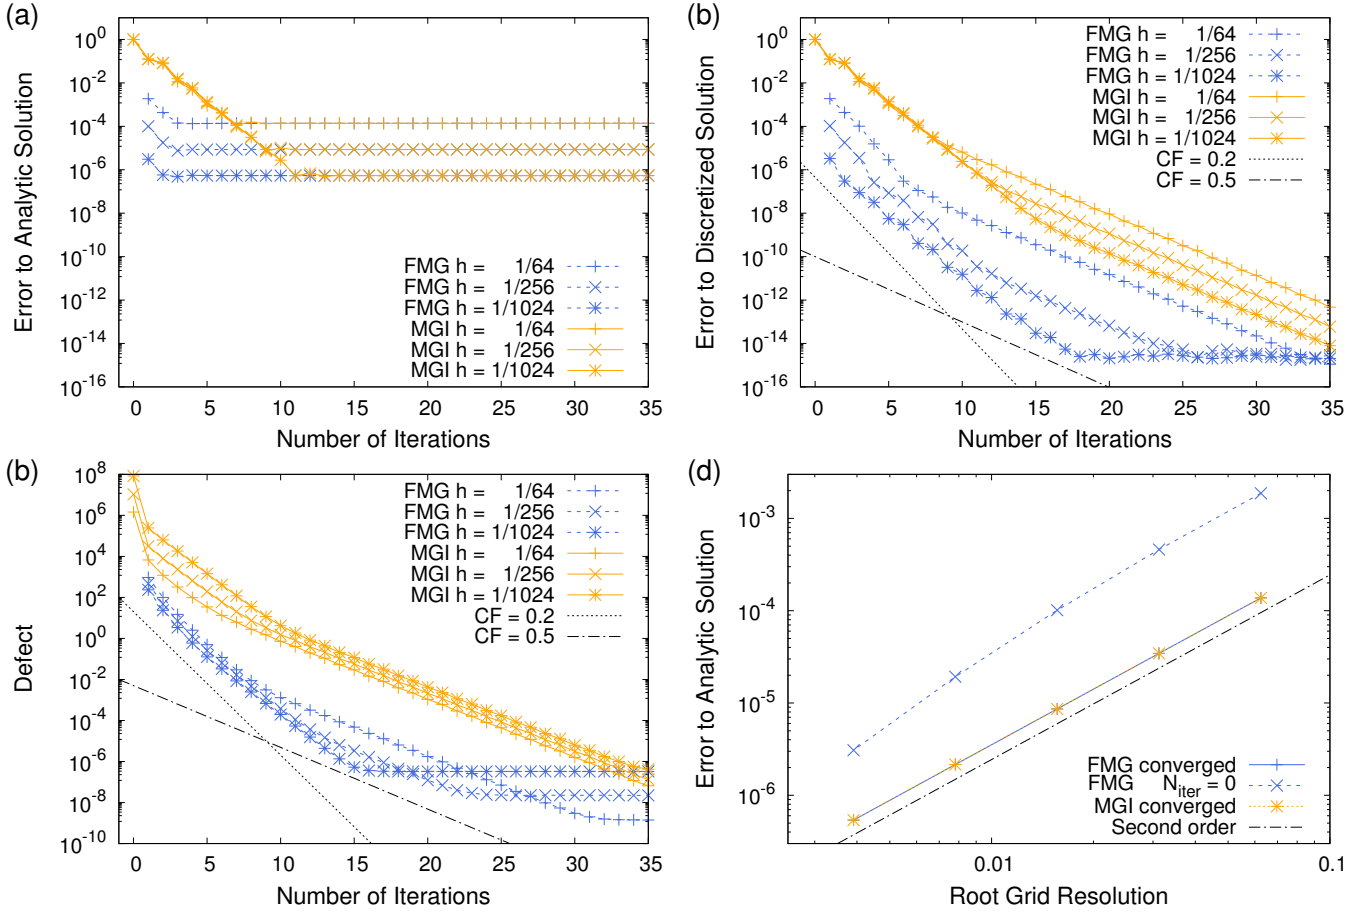 (a)
Error to Analytic Solution
10^0
10^-2
10^-4
10^-6
10^-8
10^-10
10^-12
10^-14
10^-16
FMG h = 1/64
FMG h = 1/256
FMG h = 1/1024
MGI h = 1/64
MGI h = 1/256
MGI h = 1/1024
0 5 10 15 20 25 30 35
Number of Iterations
(b)
Error to Discretized Solution
10^0
10^-2
10^-4
10^-6
10^-8
10^-10
10^-12
10^-14
10^-16
FMG h = 1/64
FMG h = 1/256
FMG h = 1/1024
MGI h = 1/64
MGI h = 1/256
MGI h = 1/1024
CF = 0.2
CF = 0.5
0 5 10 15 20 25 30 35
Number of Iterations
(b)
Defect
10^8
10^6
10^4
10^2
10^0
10^-2
10^-4
10^-6
10^-8
10^-10
FMG h = 1/64
FMG h = 1/256
FMG h = 1/1024
MGI h = 1/64
MGI h = 1/256
MGI h = 1/1024
CF = 0.2
CF = 0.5
0 5 10 15 20 25 30 35
Number of Iterations
(d)
Error to Analytic Solution
10^-3
10^-4
10^-5
10^-6
FMG converged
FMG N_iter = 0
MGI converged
Second order
0.01 0.1
Root Grid Resolution